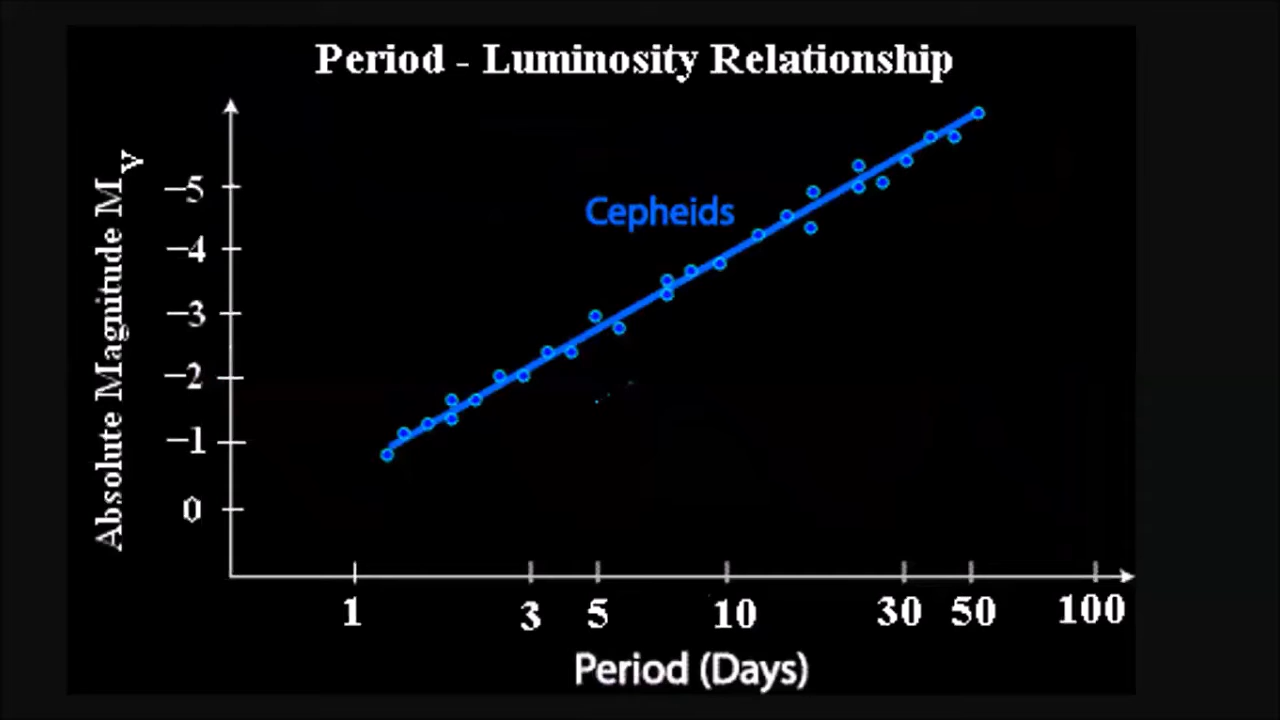 Period - Luminosity Relationship
Absolute Magnitude Mv
−5
−4
−3
−2
−1
0
Cepheids
1 3 5 10 30 50 100
Period (Days)